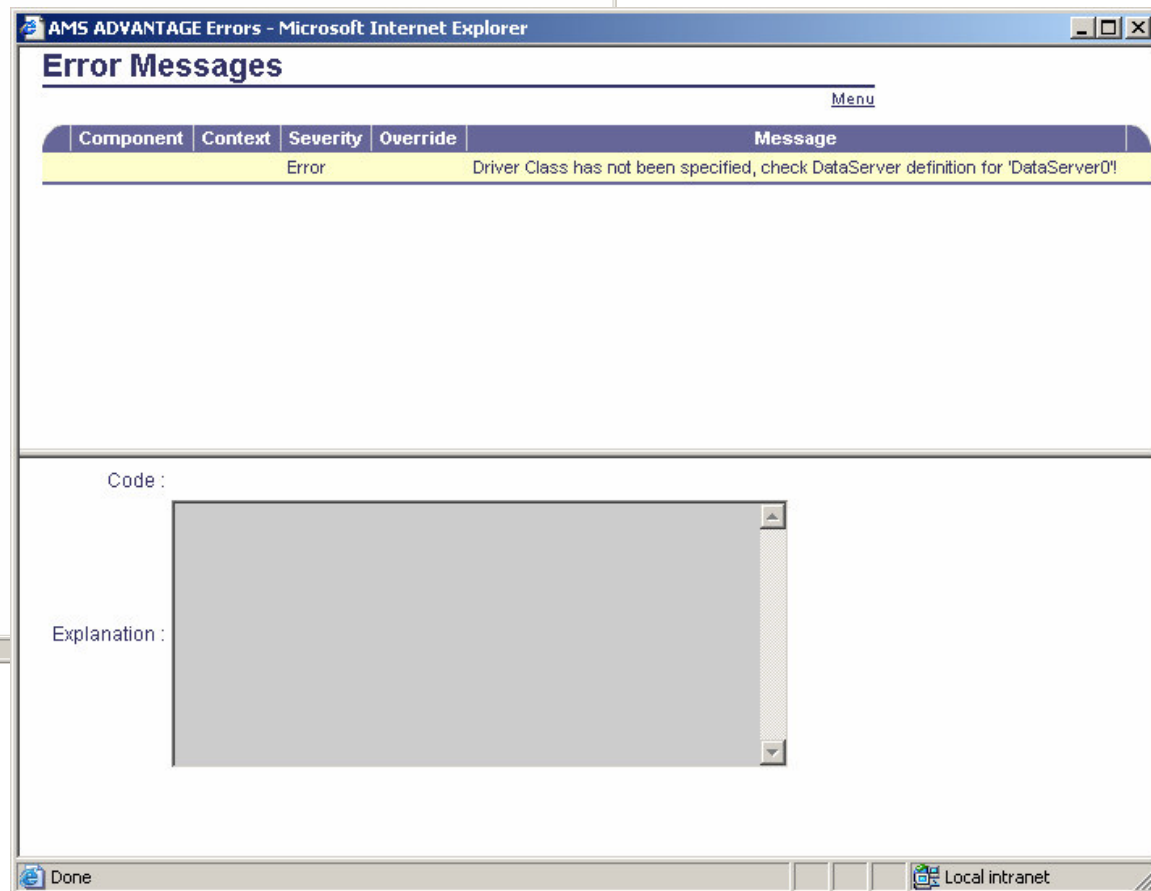 AMS ADVANTAGE Errors - Microsoft Internet Explorer
Error Messages
Menu
Component Context Severity Override Message
Error Driver Class has not been specified, check DataServer definition for 'DataServer0'!
Code :
Explanation :
Done Local intranet